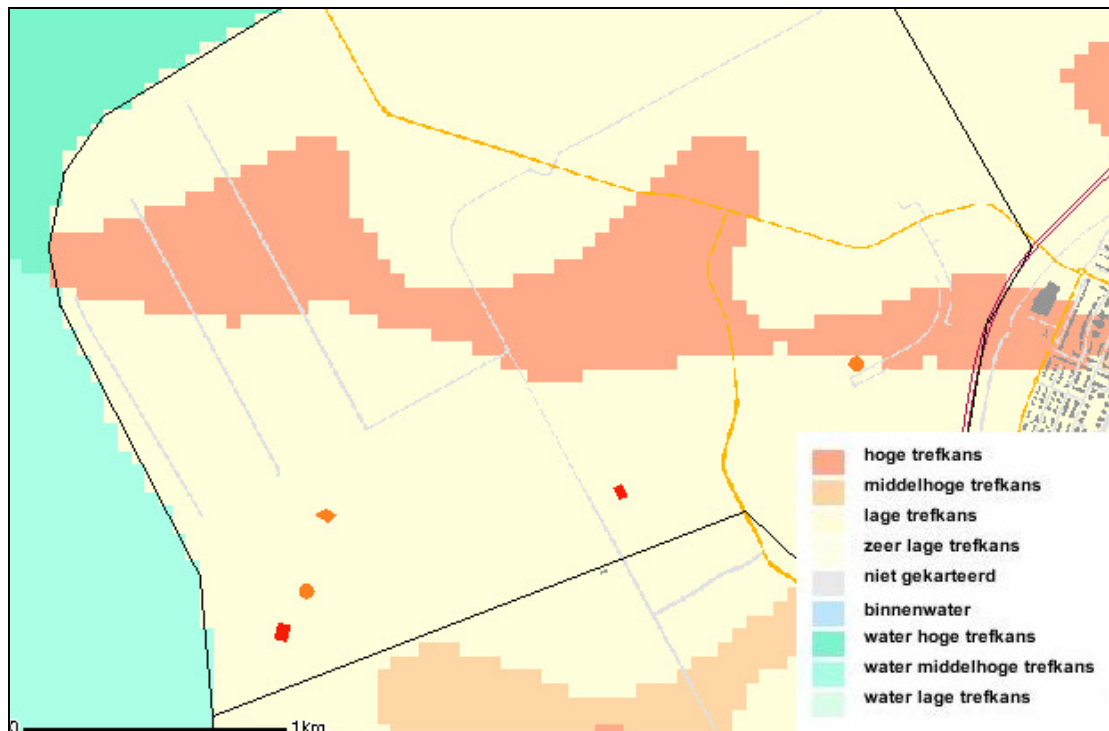 hoge trefkans
middelhoge trefkans
lage trefkans
zeer lage trefkans
niet gekarteerd
binnenwater
water hoge trefkans
water middelhoge trefkans
water lage trefkans
0 1km